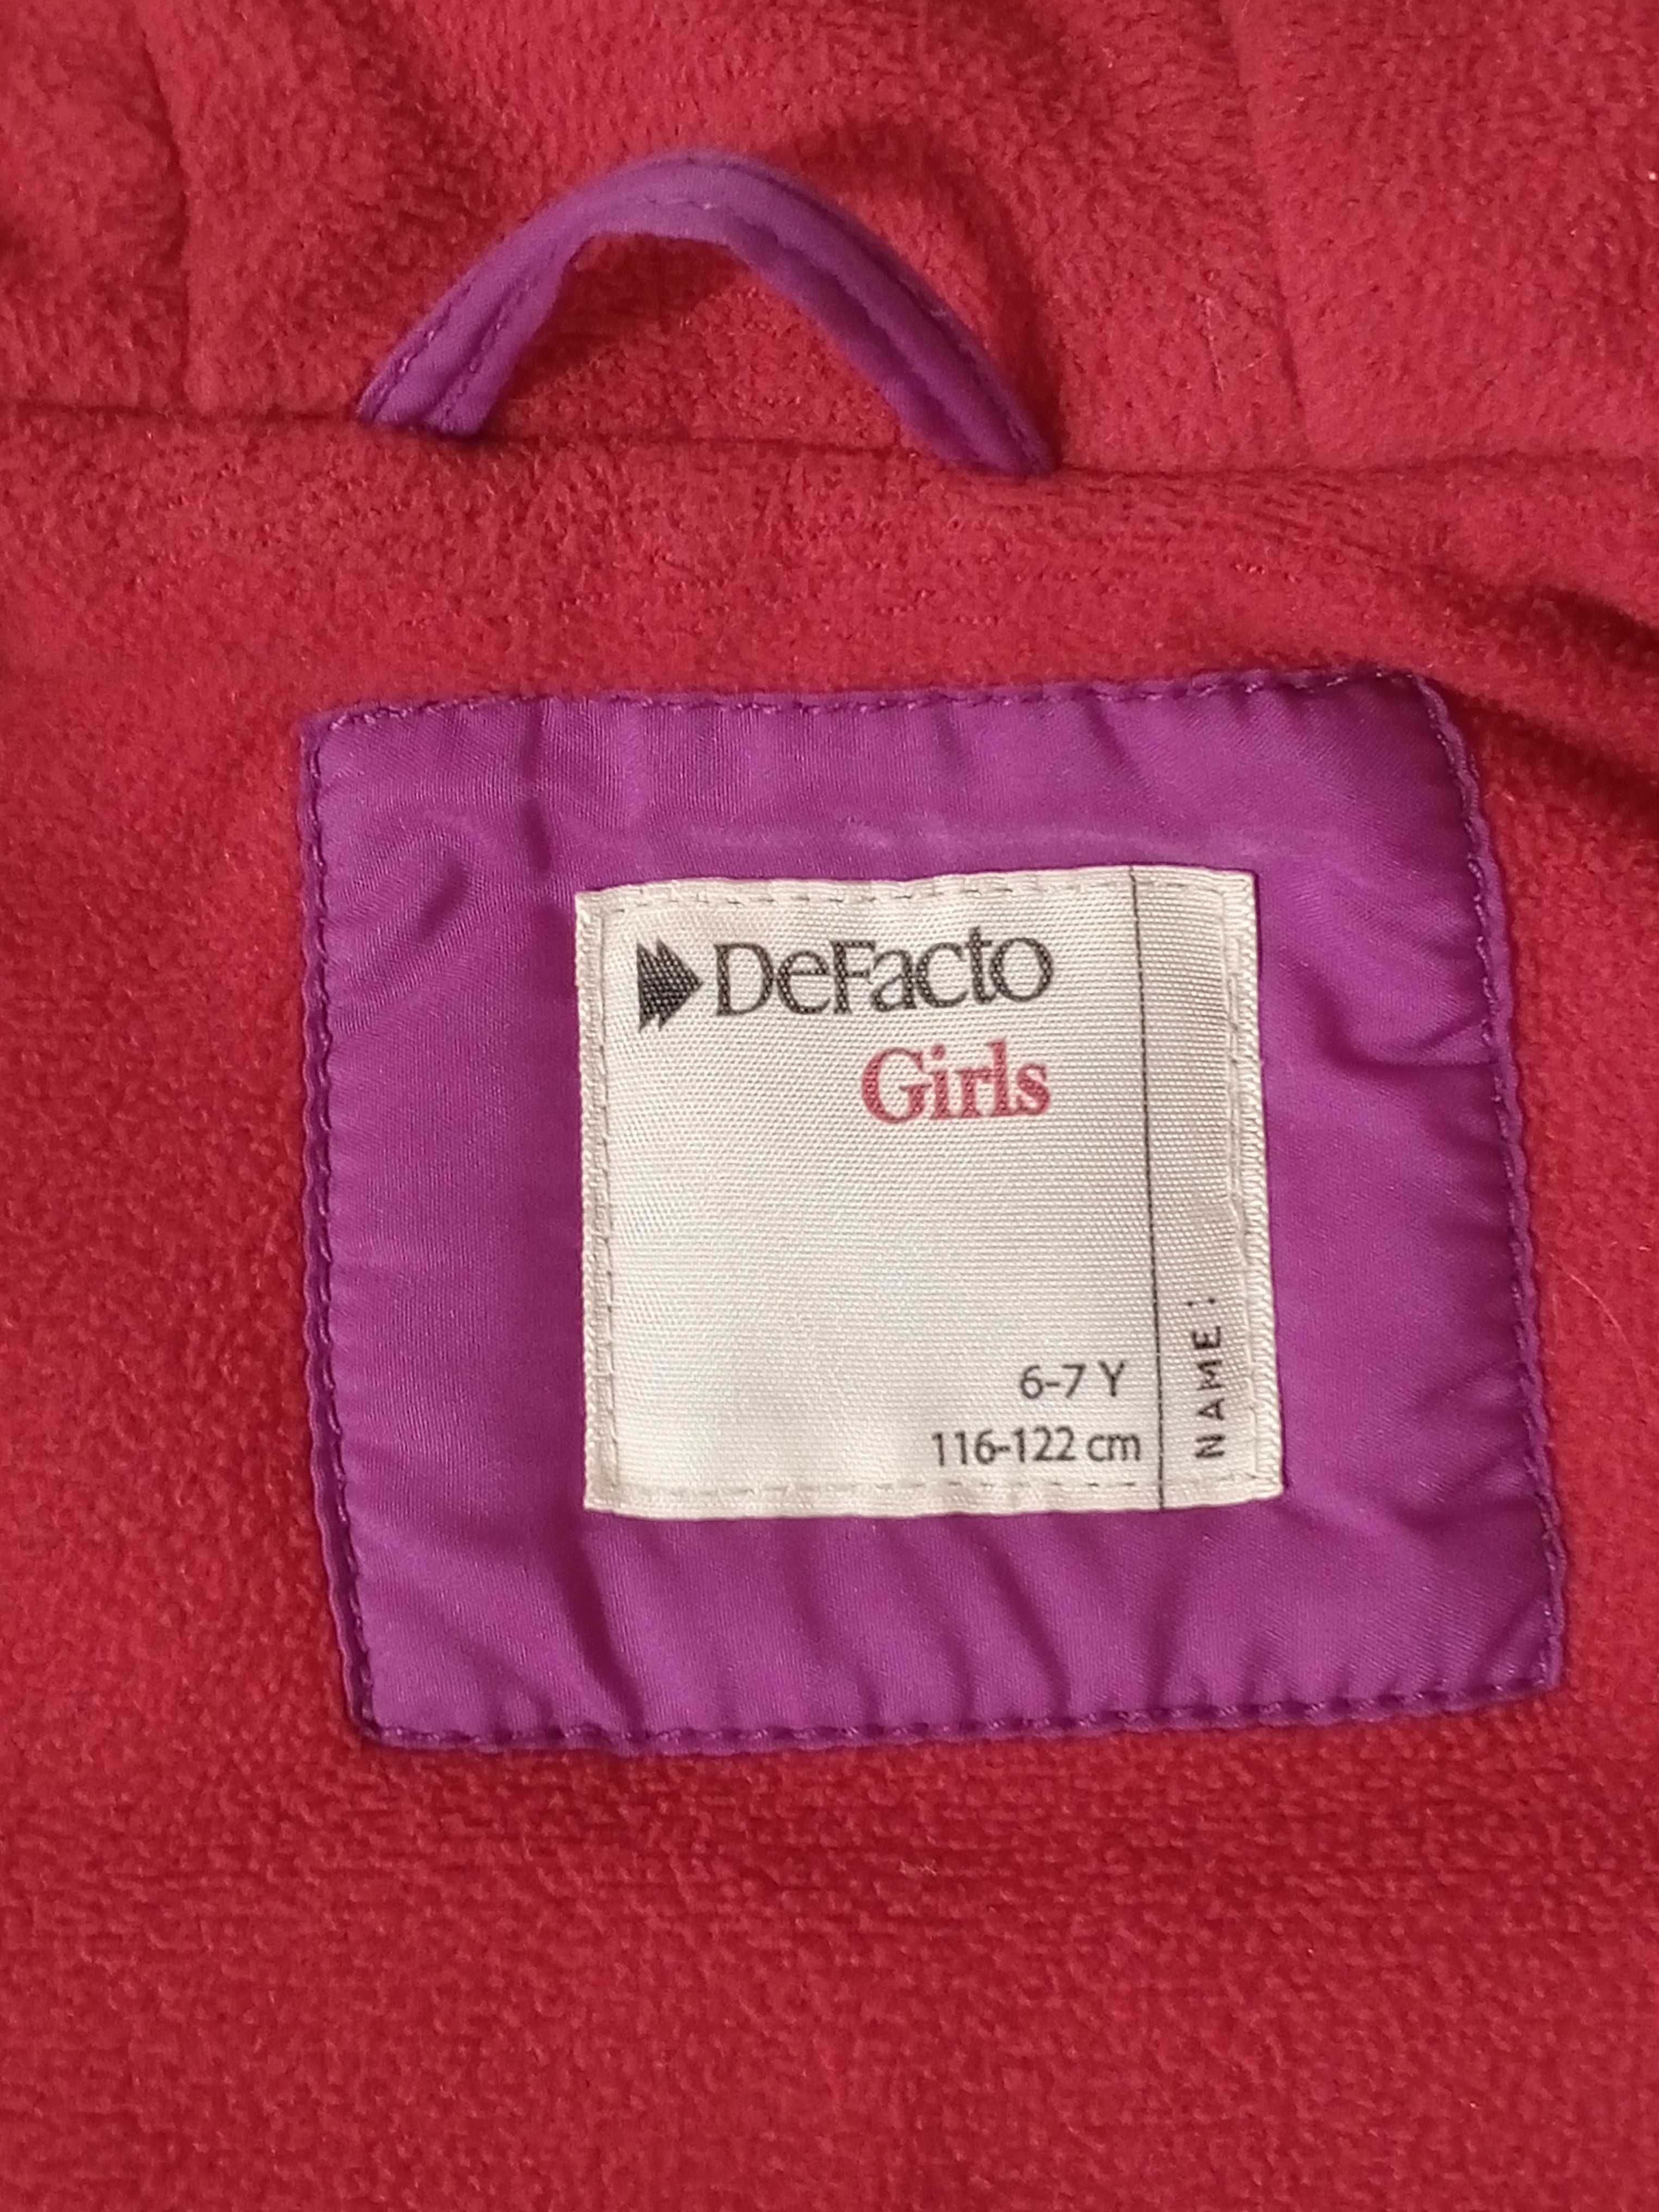 DeFacto
Girls
6-7 Y
116-122 cm
NAME: